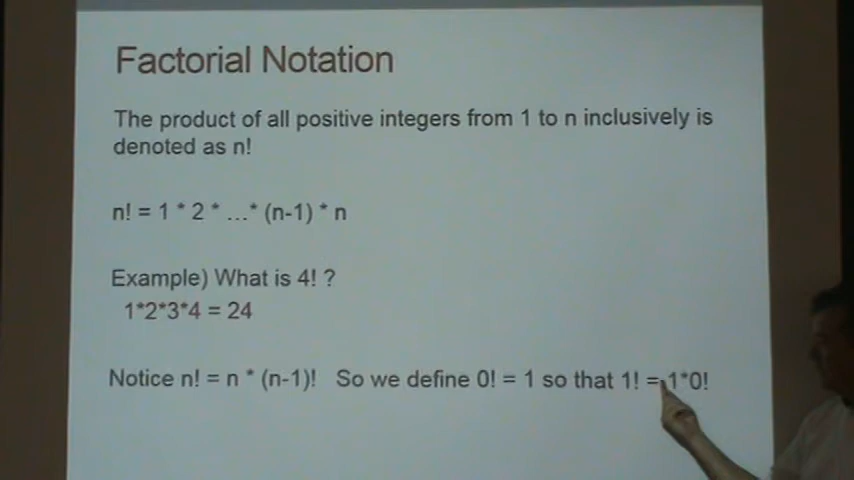 Factorial Notation
The product of all positive integers from 1 to n inclusively is
denoted as n!
n! = 1 * 2 * ...* (n-1) * n
Example) What is 4! ?
1*2*3*4 = 24
Notice n! = n * (n-1)! So we define 0! = 1 so that 1! = 1*0!